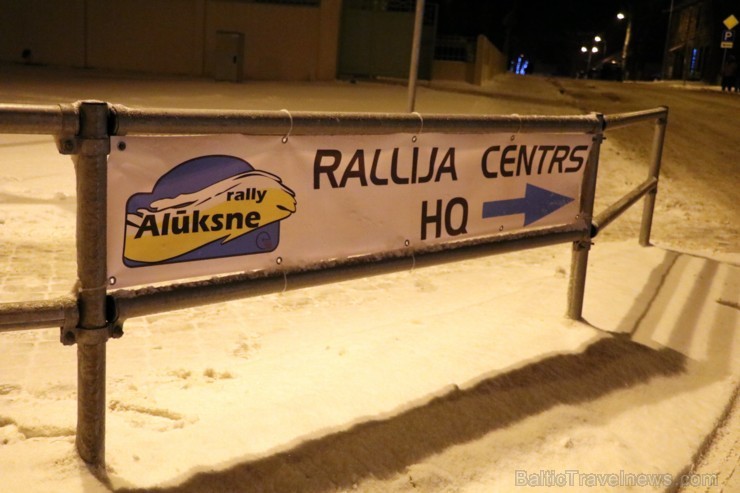 rally
Alūksne
RALLIJA CENTRS
HQ
P
BalticTravelnews.com